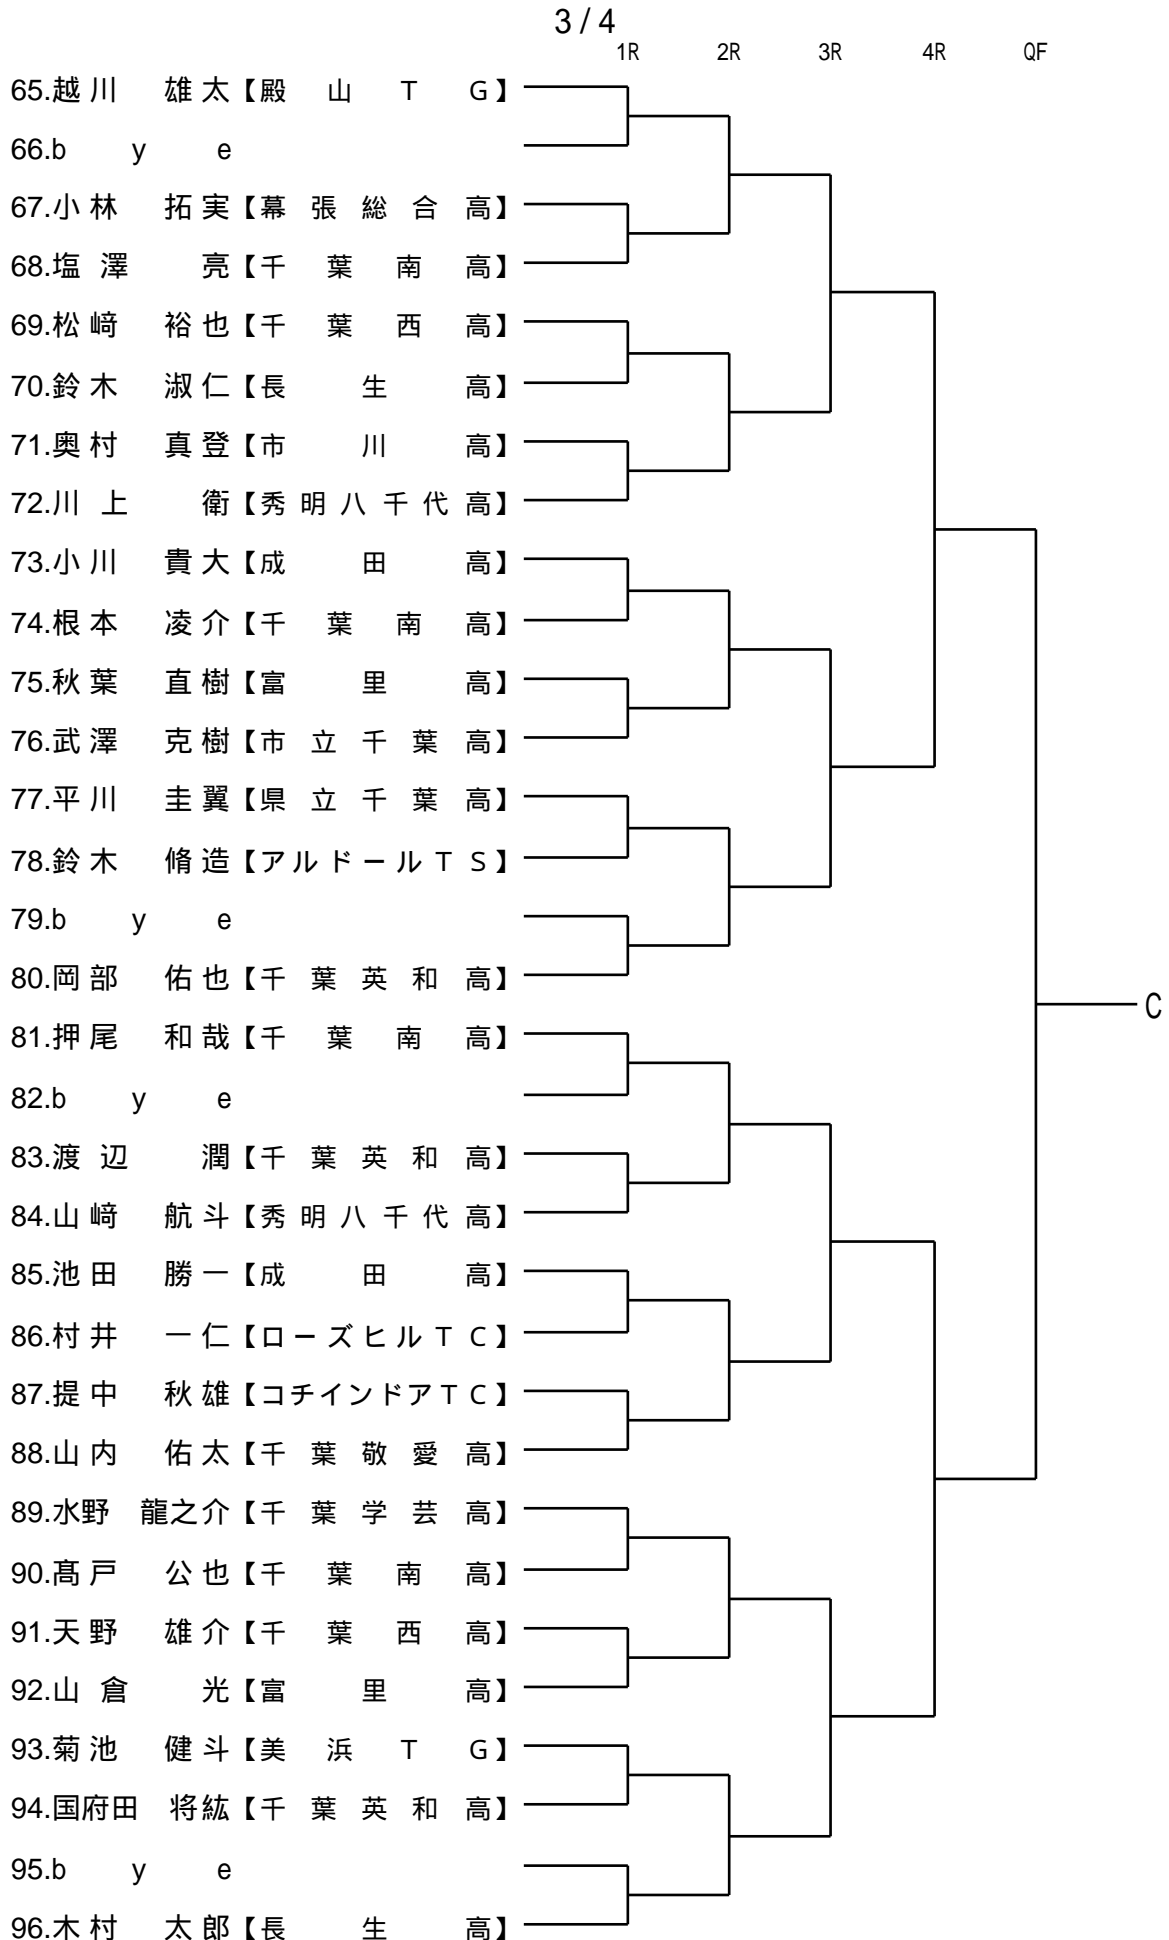 3 / 4
1R 2R 3R 4R QF
65.越川 雄太【殿山TG】
66.bye
67.小林 拓実【幕張総合高】
68.塩澤 亮【千葉南高】
69.松﨑 裕也【千葉西高】
70.鈴木 淑仁【長生高】
71.奥村 真登【市川高】
72.川上 衛【秀明八千代高】
73.小川 貴大【成田高】
74.根本 凌介【千葉南高】
75.秋葉 直樹【富里高】
76.武澤 克樹【市立千葉高】
77.平川 圭翼【県立千葉高】
78.鈴木 脩造【アルドールTS】
79.bye
80.岡部 佑也【千葉英和高】
C
81.押尾 和哉【千葉南高】
82.bye
83.渡辺 潤【千葉英和高】
84.山﨑 航斗【秀明八千代高】
85.池田 勝一【成田高】
86.村井 一仁【ローズヒルTC】
87.提中 秋雄【コチインドアTC】
88.山内 佑太【千葉敬愛高】
89.水野 龍之介【千葉学芸高】
90.髙戸 公也【千葉南高】
91.天野 雄介【千葉西高】
92.山倉 光【富里高】
93.菊池 健斗【美浜TG】
94.国府田 将紘【千葉英和高】
95.bye
96.木村 太郎【長生高】